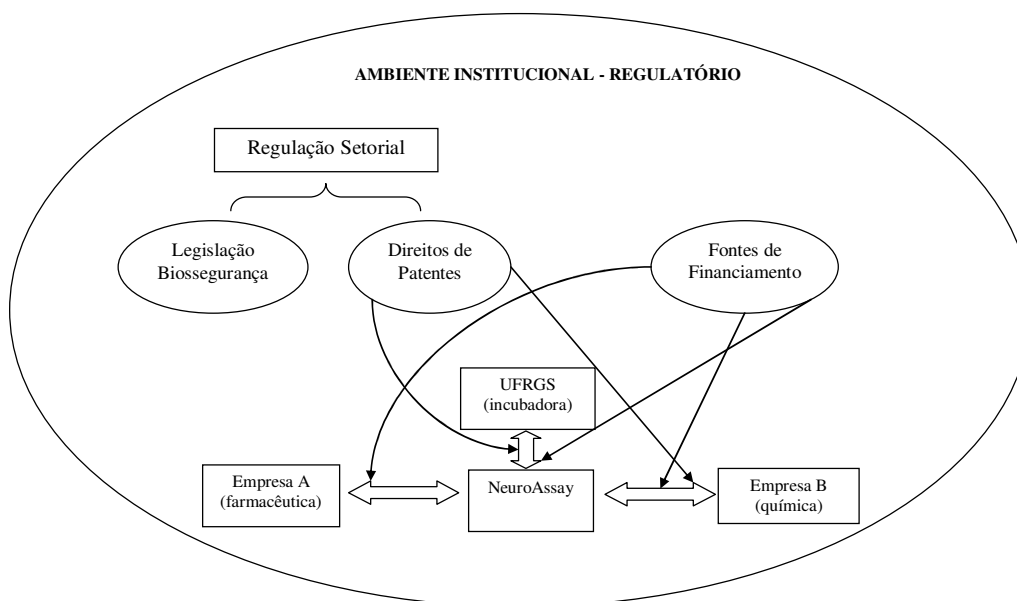 AMBIENTE INSTITUCIONAL - REGULATÓRIO
Regulação Setorial
Legislação
Biossegurança
Direitos de
Patentes
Fontes de
Financiamento
UFRGS
(incubadora)
Empresa A
(farmacêutica)
NeuroAssay
Empresa B
(química)